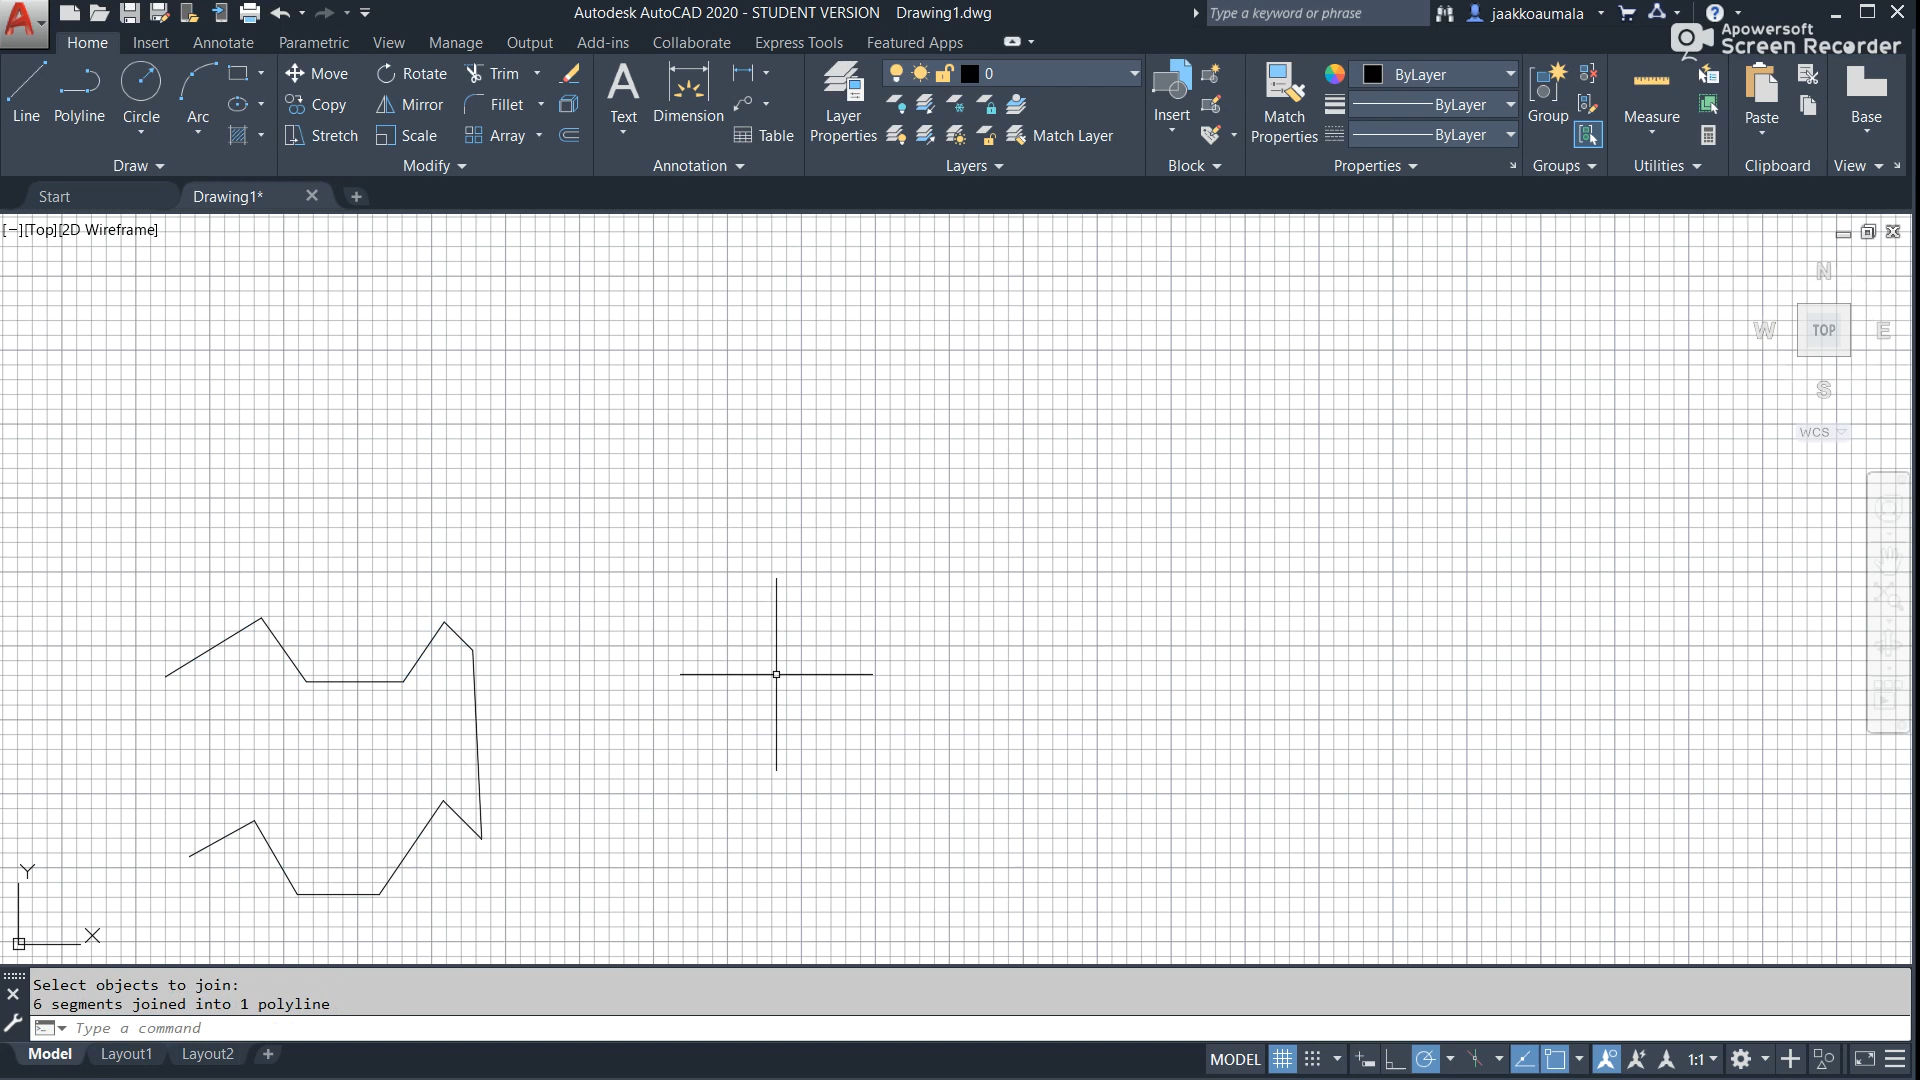 Autodesk AutoCAD 2020 - STUDENT VERSION Drawing1.dwg
Type a keyword or phrase
jaakkoaumala
Apowersoft
Screen Recorder
Home Insert Annotate Parametric View Manage Output Add-ins Collaborate Express Tools Featured Apps
Line Polyline Circle Arc
Draw
Move Rotate Trim
Copy Mirror Fillet
Stretch Scale Array
Modify
Text Dimension
Table
Annotation
Layer
Properties
0
Match Layer
Layers
Insert
Block
Match
Properties
ByLayer
ByLayer
ByLayer
Properties
Group
Groups
Measure
Utilities
Paste
Clipboard
Base
View
Start
Drawing1*
[−][Top][2D Wireframe]
N
W TOP E
S
WCS
Y
X
Select objects to join:
6 segments joined into 1 polyline
Type a command
Model Layout1 Layout2
MODEL
1:1